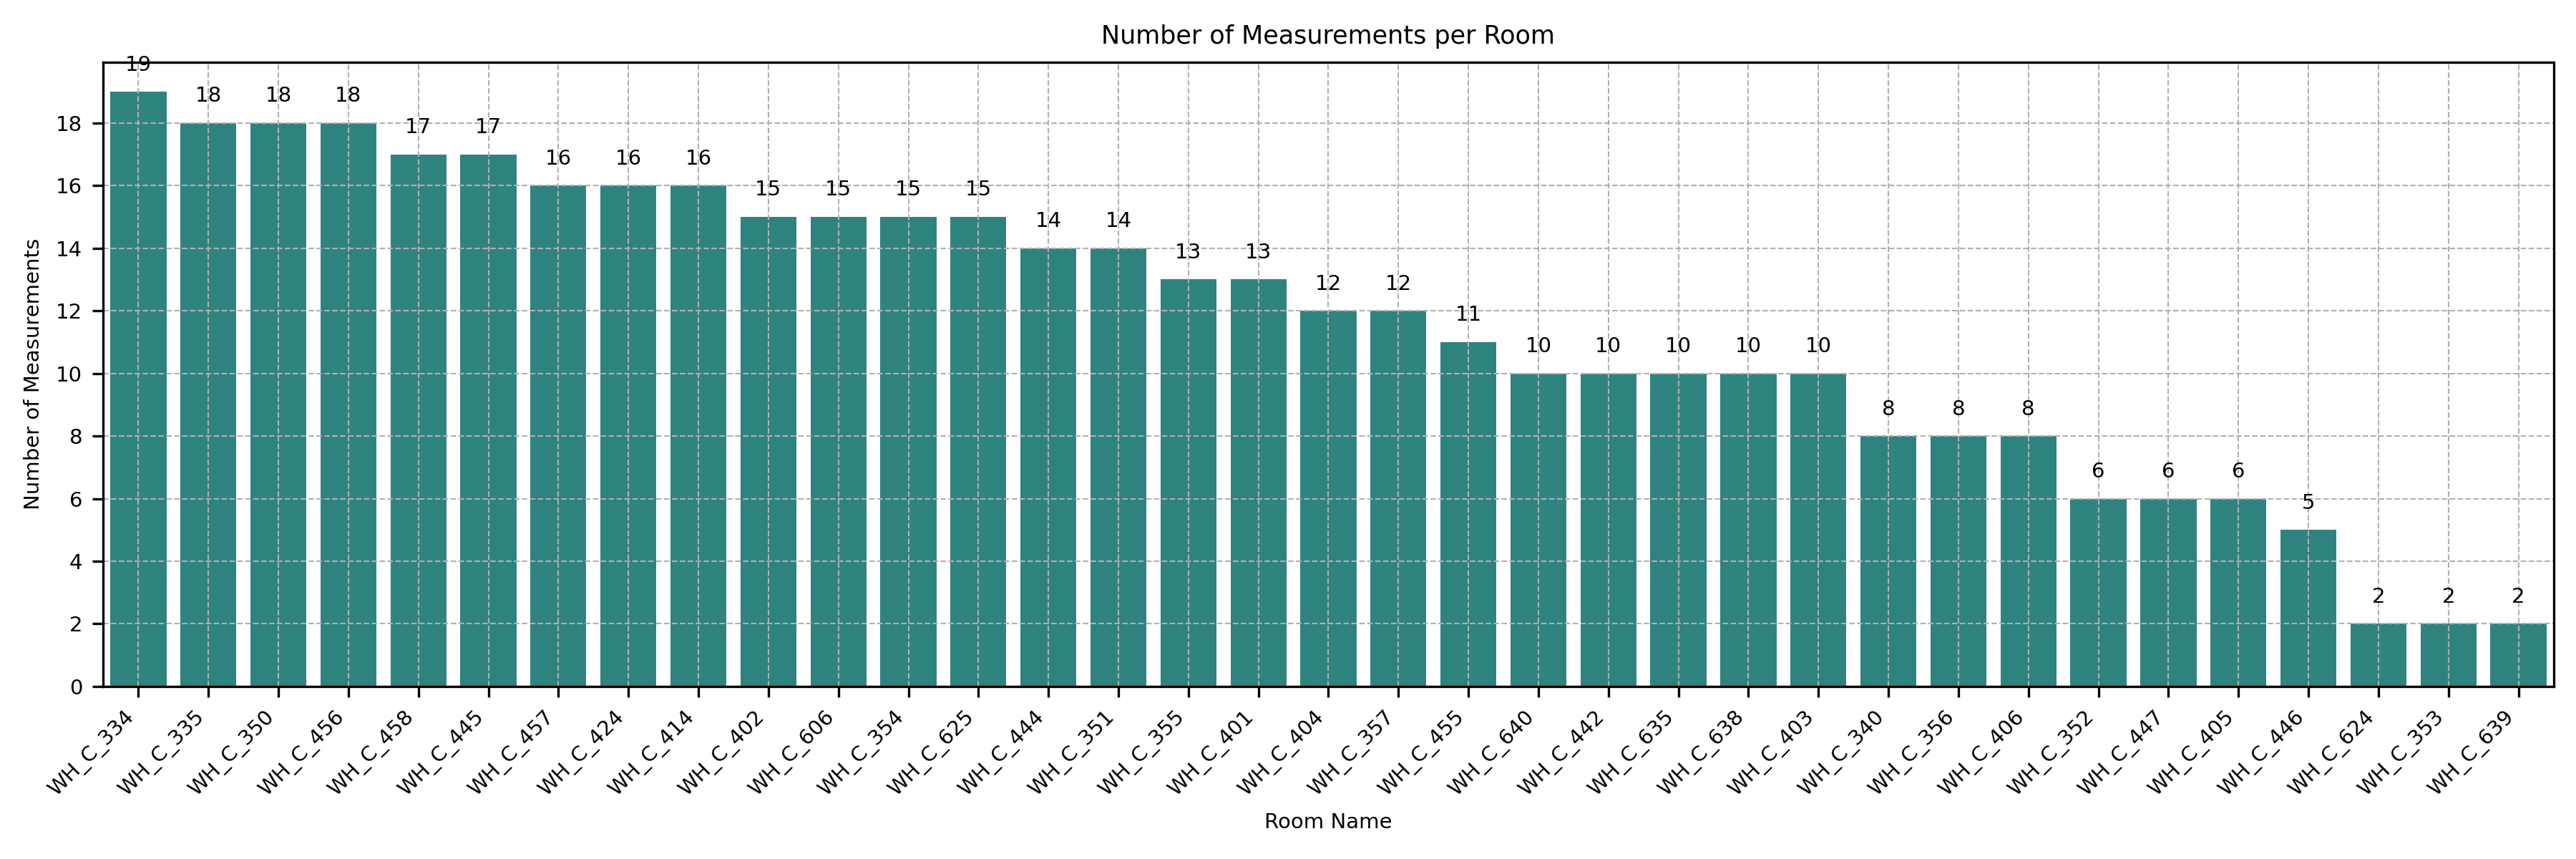 Number of Measurements per Room
Number of Measurements
19 18 18 18 17 17 16 16 16 15 15 15 15 14 14 13 13 12 12 11 10 10 10 10 10 8 8 8 6 6 6 5 2 2 2
18
16
14
12
10
8
6
4
2
0
WH_C_334 WH_C_335 WH_C_350 WH_C_456 WH_C_458 WH_C_445 WH_C_457 WH_C_424 WH_C_414 WH_C_402 WH_C_606 WH_C_354 WH_C_625 WH_C_444 WH_C_351 WH_C_355 WH_C_401 WH_C_404 WH_C_357 WH_C_455 WH_C_640 WH_C_442 WH_C_635 WH_C_638 WH_C_403 WH_C_340 WH_C_356 WH_C_406 WH_C_352 WH_C_447 WH_C_405 WH_C_446 WH_C_624 WH_C_353 WH_C_639
Room Name